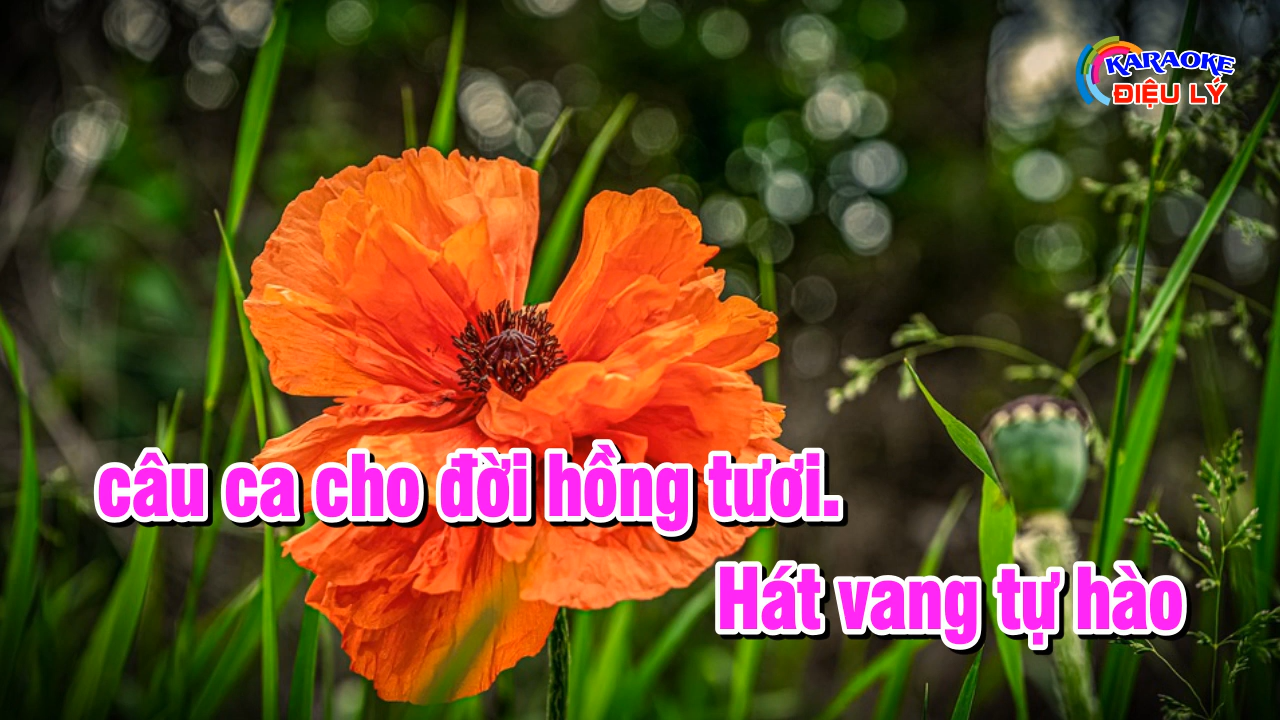 KARAOKE
ĐIỆU LÝ
câu ca cho đời hồng tươi.
Hát vang tự hào